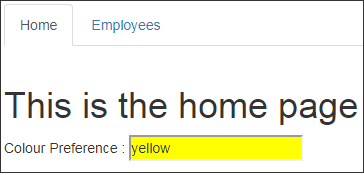 Home Employees
This is the home page
Colour Preference : yellow